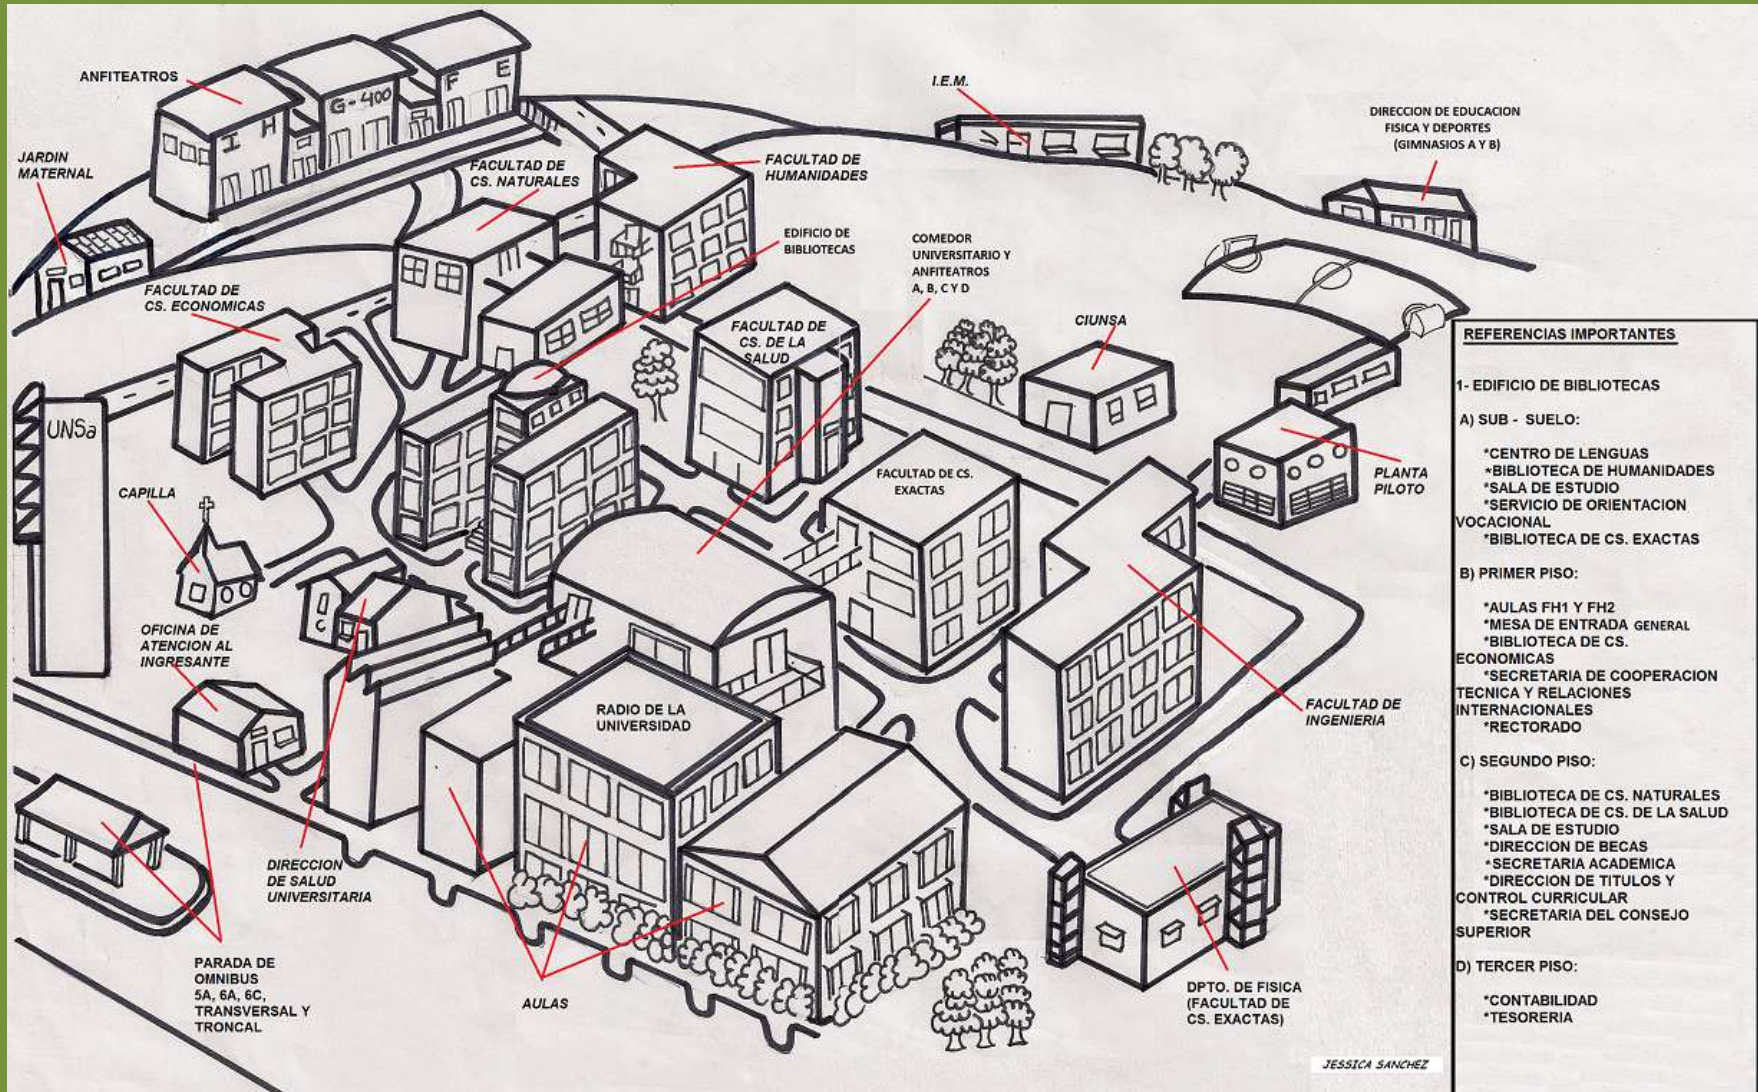 ANFITEATROS
I
H
G-400
F
E
JARDIN
MATERNAL
FACULTAD DE
CS. NATURALES
FACULTAD DE
HUMANIDADES
I.E.M.
DIRECCION DE EDUCACION
FISICA Y DEPORTES
(GIMNASIOS A Y B)
EDIFICIO DE
BIBLIOTECAS
COMEDOR
UNIVERSITARIO Y
ANFITEATROS
A, B, C Y D
FACULTAD DE
CS. ECONOMICAS
FACULTAD DE
CS. DE LA
SALUD
CIUNSA
UNSa
CAPILLA
FACULTAD DE CS.
EXACTAS
PLANTA
PILOTO
OFICINA DE
ATENCION AL
INGRESANTE
RADIO DE LA
UNIVERSIDAD
FACULTAD DE
INGENIERIA
DIRECCION
DE SALUD
UNIVERSITARIA
PARADA DE
OMNIBUS
5A, 6A, 6C,
TRANSVERSAL Y
TRONCAL
AULAS
DPTO. DE FISICA
(FACULTAD DE
CS. EXACTAS)
JESSICA SANCHEZ
REFERENCIAS IMPORTANTES
1- EDIFICIO DE BIBLIOTECAS
A) SUB - SUELO:
*CENTRO DE LENGUAS
*BIBLIOTECA DE HUMANIDADES
*SALA DE ESTUDIO
*SERVICIO DE ORIENTACION
VOCACIONAL
*BIBLIOTECA DE CS. EXACTAS
B) PRIMER PISO:
*AULAS FH1 Y FH2
*MESA DE ENTRADA GENERAL
*BIBLIOTECA DE CS.
ECONOMICAS
*SECRETARIA DE COOPERACION
TECNICA Y RELACIONES
INTERNACIONALES
*RECTORADO
C) SEGUNDO PISO:
*BIBLIOTECA DE CS. NATURALES
*BIBLIOTECA DE CS. DE LA SALUD
*SALA DE ESTUDIO
*DIRECCION DE BECAS
*SECRETARIA ACADEMICA
*DIRECCION DE TITULOS Y
CONTROL CURRICULAR
*SECRETARIA DEL CONSEJO
SUPERIOR
D) TERCER PISO:
*CONTABILIDAD
*TESORERIA